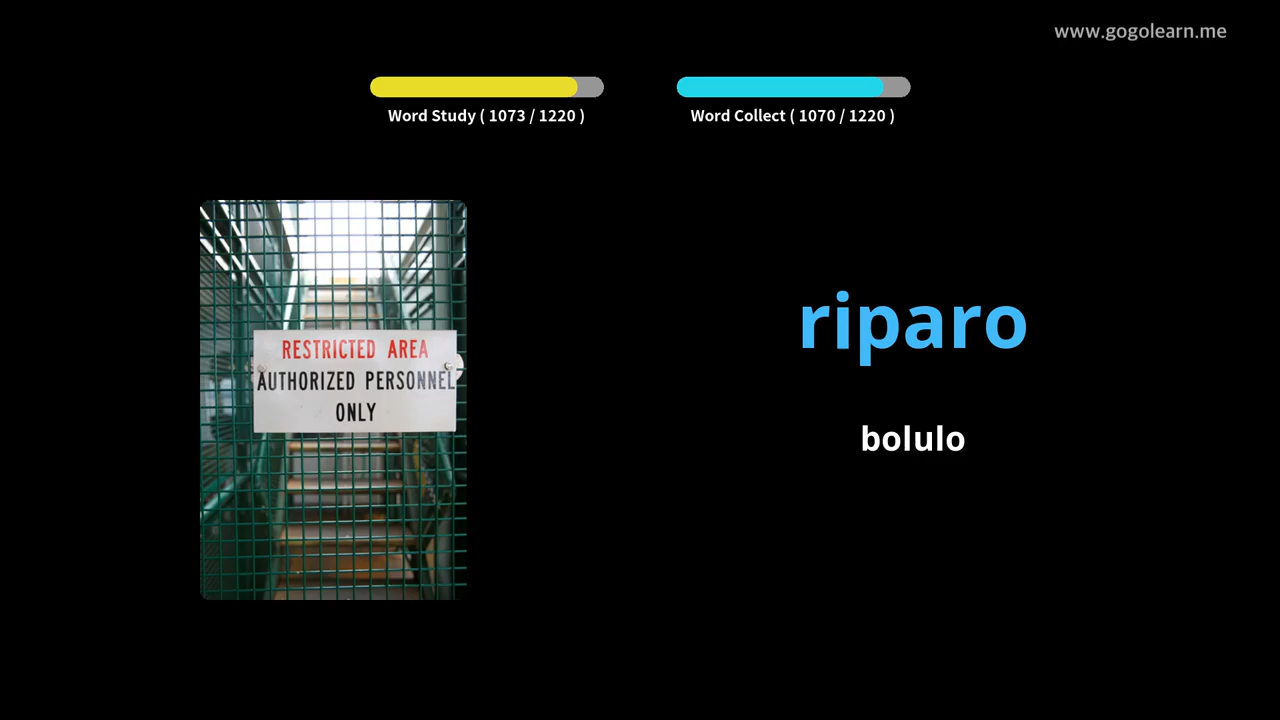 www.gogolearn.me
Word Study ( 1073 / 1220 )
Word Collect ( 1070 / 1220 )
RESTRICTED AREA
AUTHORIZED PERSONNEL
ONLY
riparo
bolulo